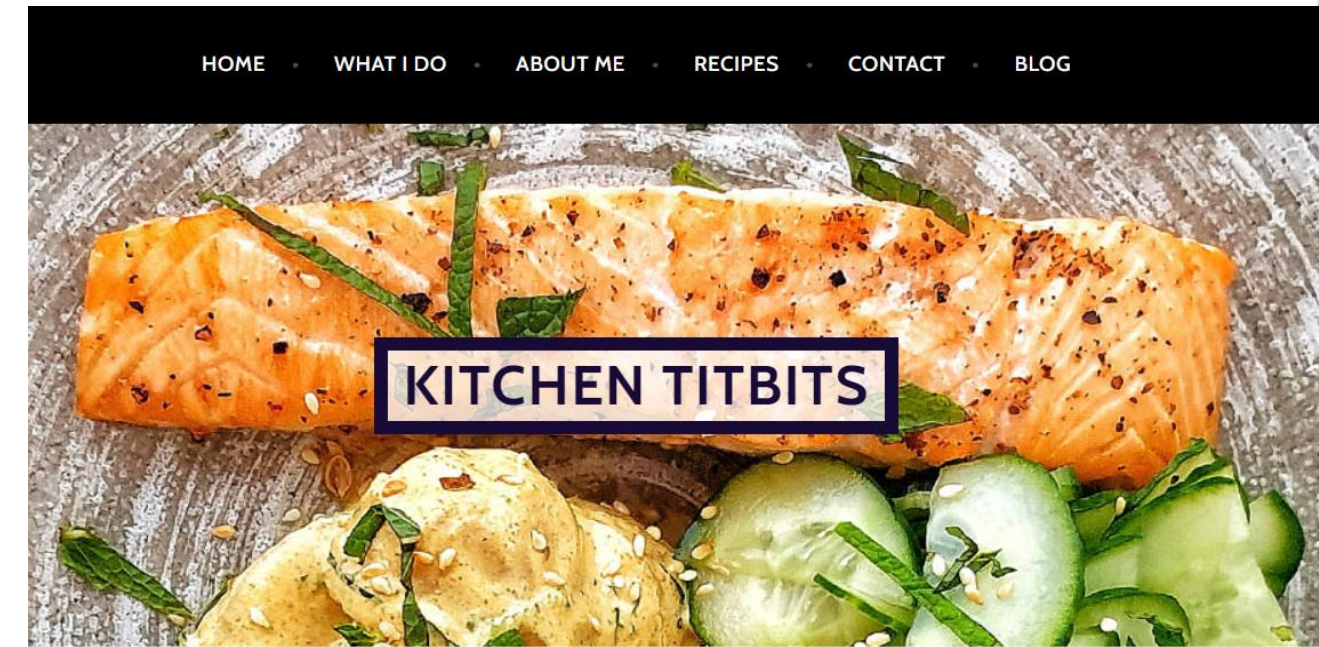 HOME • WHAT I DO • ABOUT ME • RECIPES • CONTACT • BLOG
KITCHEN TITBITS